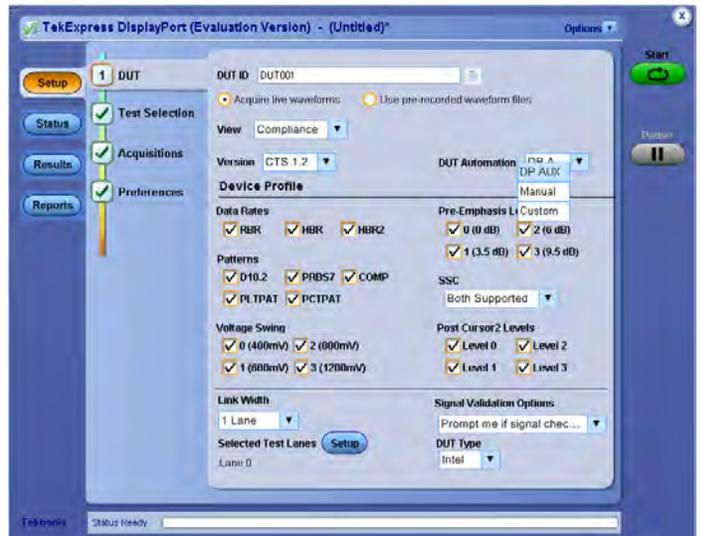 TekExpress DisplayPort (Evaluation Version) - (Untitled)*
Options
Start
Setup
Status
Results
Reports
1 DUT
Test Selection
Acquisitions
Preferences
DUT ID DUT001
Acquire live waveforms Use pre-recorded waveform files
View Compliance
Version CTS 1.2 DUT Automation DP A
DP AUX
Manual
Custom
Device Profile
Data Rates
RBR HBR HBR2
Patterns
D10.2 PRBS7 COMP
PLTPAT PCTPAT
Voltage Swing
0 (400mV) 2 (800mV)
1 (600mV) 3 (1200mV)
Pre-Emphasis Le
0 (0 dB) 2 (6 dB)
1 (3.5 dB) 3 (9.5 dB)
SSC
Both Supported
Post Cursor2 Levels
Level 0 Level 2
Level 1 Level 3
Link Width
1 Lane
Selected Test Lanes Setup
Lane 0
Signal Validation Options
Prompt me if signal chec...
DUT Type
Intel
Tektronix
Status Ready